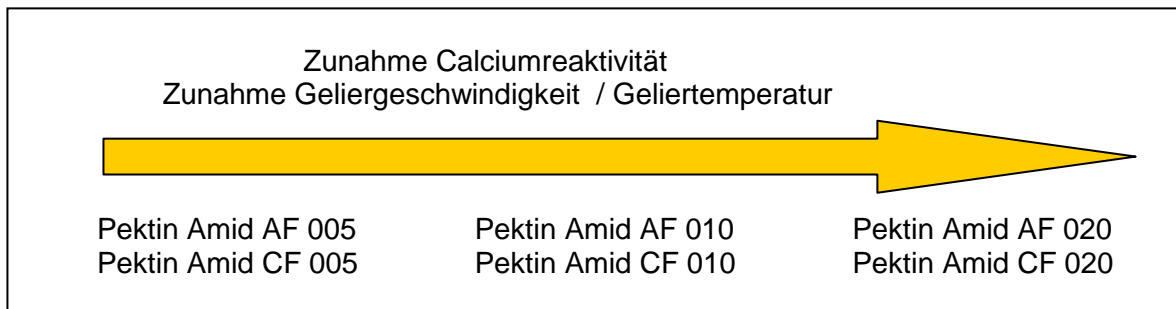 Zunahme Calciumreaktivität
Zunahme Geliergeschwindigkeit / Geliertemperatur
Pektin Amid AF 005 Pektin Amid AF 010 Pektin Amid AF 020
Pektin Amid CF 005 Pektin Amid CF 010 Pektin Amid CF 020